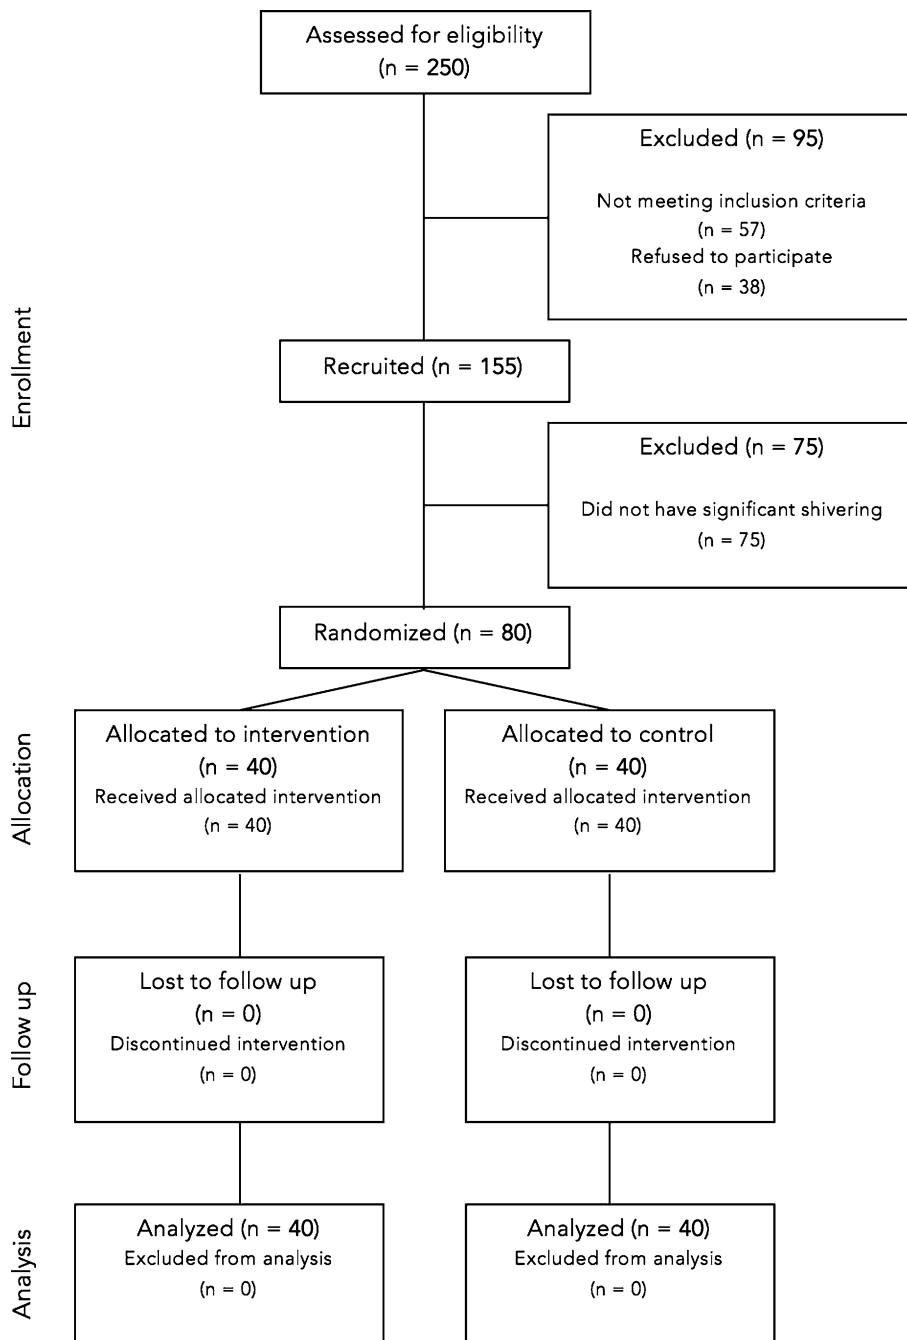 Assessed for eligibility
(n = 250)
Excluded (n = 95)
Not meeting inclusion criteria
(n = 57)
Refused to participate
(n = 38)
Enrollment
Recruited (n = 155)
Excluded (n = 75)
Did not have significant shivering
(n = 75)
Randomized (n = 80)
Allocation
Allocated to intervention
(n = 40)
Received allocated intervention
(n = 40)
Allocated to control
(n = 40)
Received allocated intervention
(n = 40)
Follow up
Lost to follow up
(n = 0)
Discontinued intervention
(n = 0)
Lost to follow up
(n = 0)
Discontinued intervention
(n = 0)
Analysis
Analyzed (n = 40)
Excluded from analysis
(n = 0)
Analyzed (n = 40)
Excluded from analysis
(n = 0)